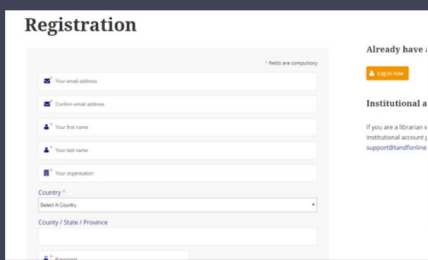 Registration
* fields are compulsory
* Your email address
* Confirm email address
* Your first name
* Your last name
* Your organisation
Country *
Select A Country
County / State / Province
* Password
Already have a
Log in now
Institutional a
If you are a librarian w
institutional account p
support@tandfonline